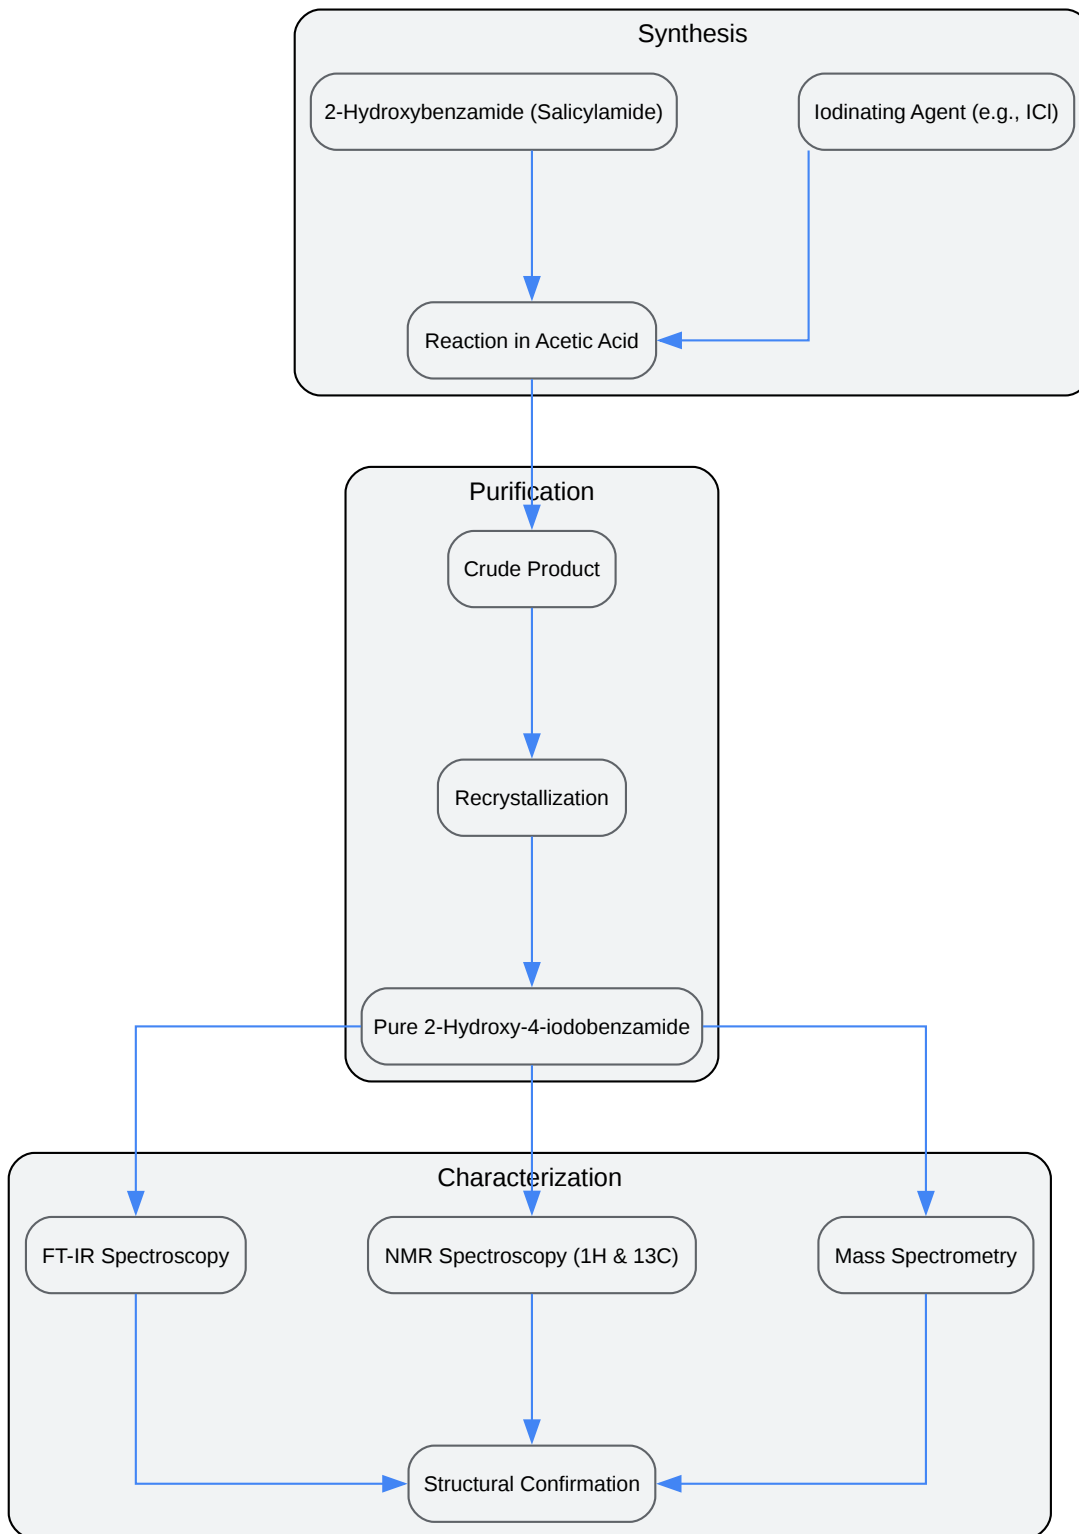 Synthesis
2-Hydroxybenzamide (Salicylamide)
Iodinating Agent (e.g., ICl)
Reaction in Acetic Acid
Purification
Crude Product
Recrystallization
Pure 2-Hydroxy-4-iodobenzamide
Characterization
FT-IR Spectroscopy
NMR Spectroscopy (1H & 13C)
Mass Spectrometry
Structural Confirmation